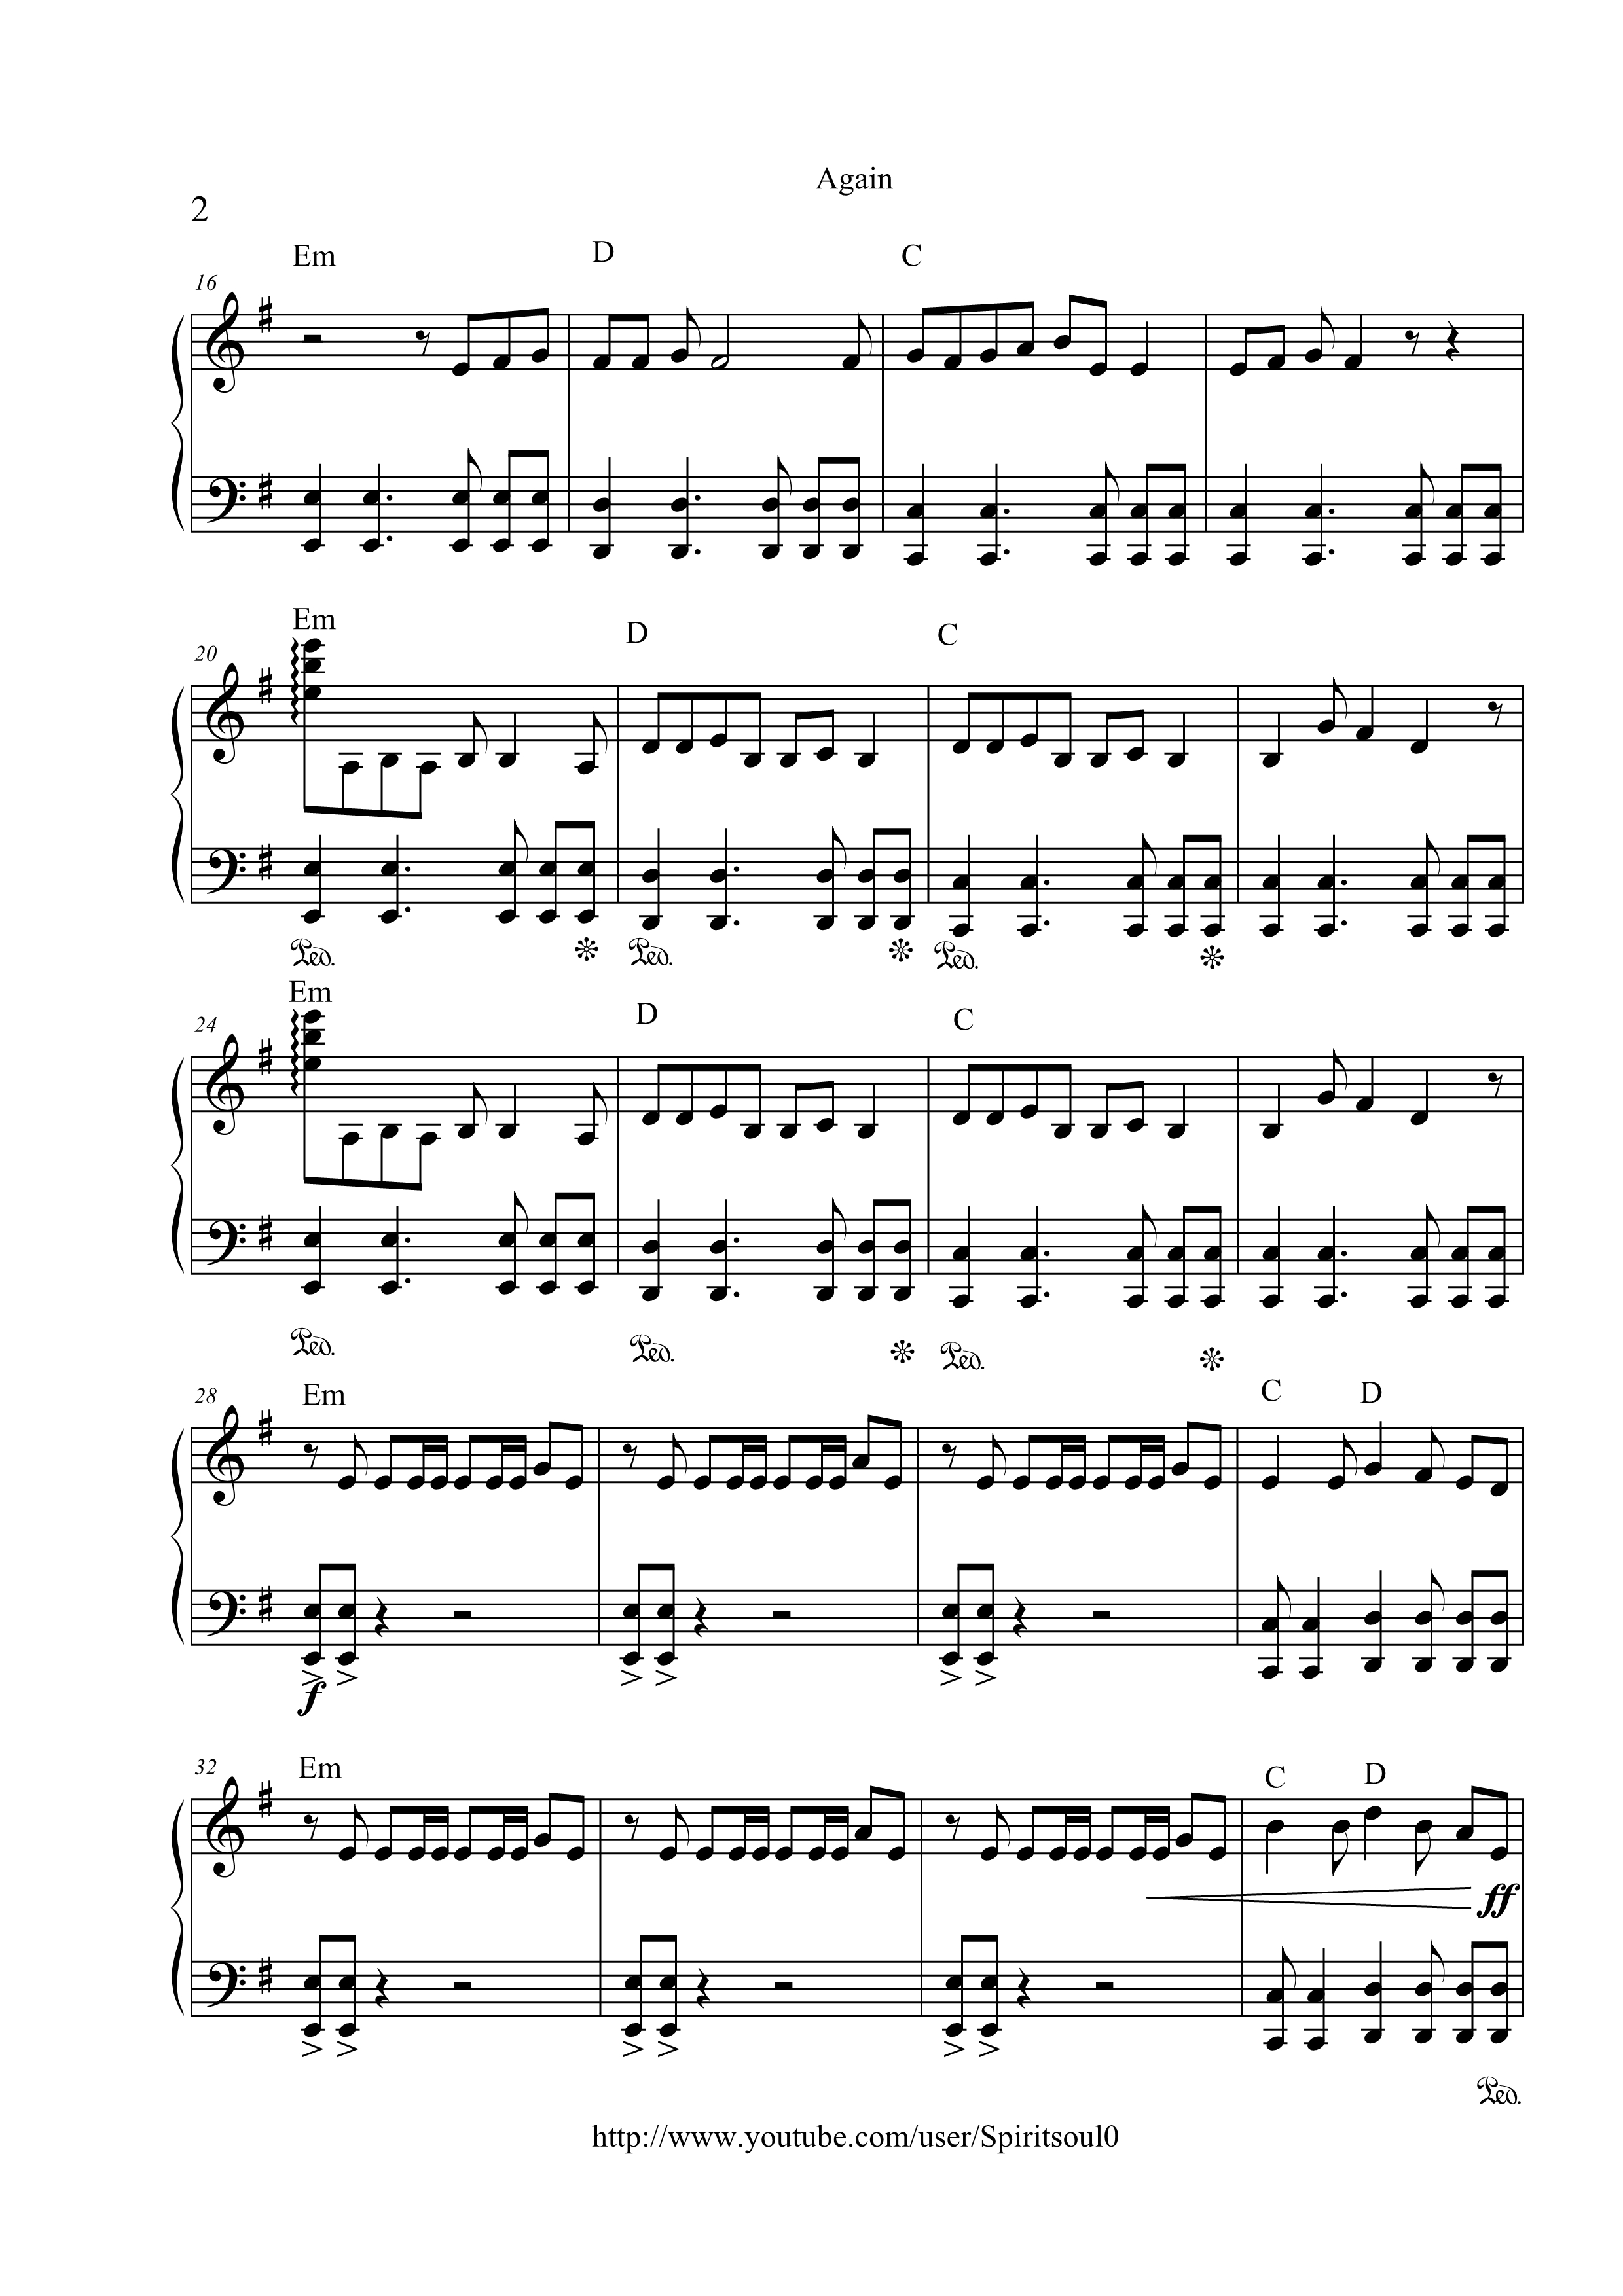 Again
2
Em D C
16
Em D C
20
Ped. Ped. Ped.
Em D C
24
Ped. Ped. Ped.
Em C D
28
f
Em C D
32
ff
Ped.
http://www.youtube.com/user/Spiritsoul0